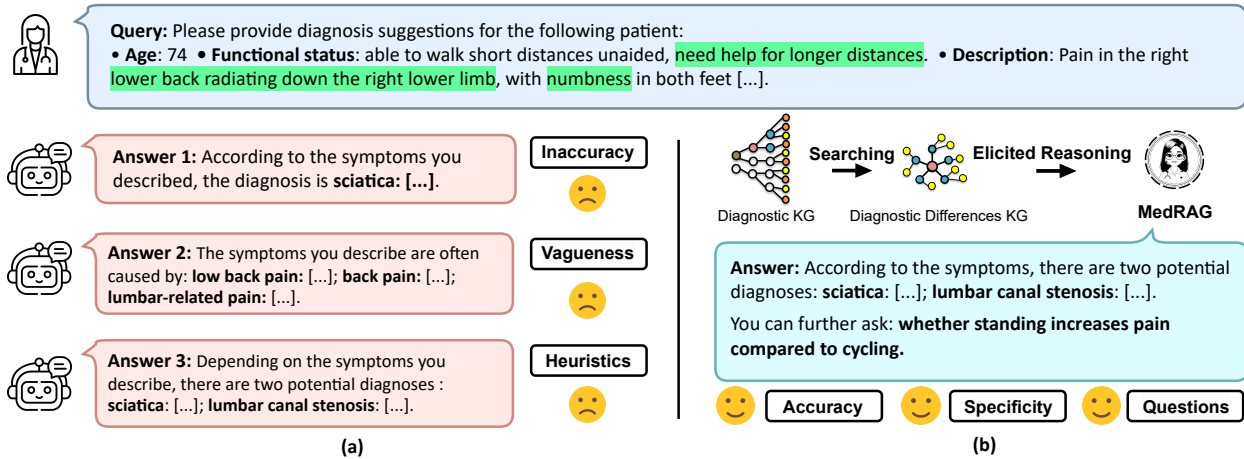 Query: Please provide diagnosis suggestions for the following patient:
• Age: 74 • Functional status: able to walk short distances unaided, need help for longer distances. • Description: Pain in the right
lower back radiating down the right lower limb, with numbness in both feet [...].
Answer 1: According to the symptoms you
described, the diagnosis is sciatica: [...].
Inaccuracy
Answer 2: The symptoms you describe are often
caused by: low back pain: [...]; back pain: [...];
lumbar-related pain: [...].
Vagueness
Answer 3: Depending on the symptoms you
describe, there are two potential diagnoses :
sciatica: [...]; lumbar canal stenosis: [...].
Heuristics
(a)
Searching
Elicited Reasoning
Diagnostic KG
Diagnostic Differences KG
MedRAG
Answer: According to the symptoms, there are two potential
diagnoses: sciatica: [...]; lumbar canal stenosis: [...].
You can further ask: whether standing increases pain
compared to cycling.
Accuracy
Specificity
Questions
(b)